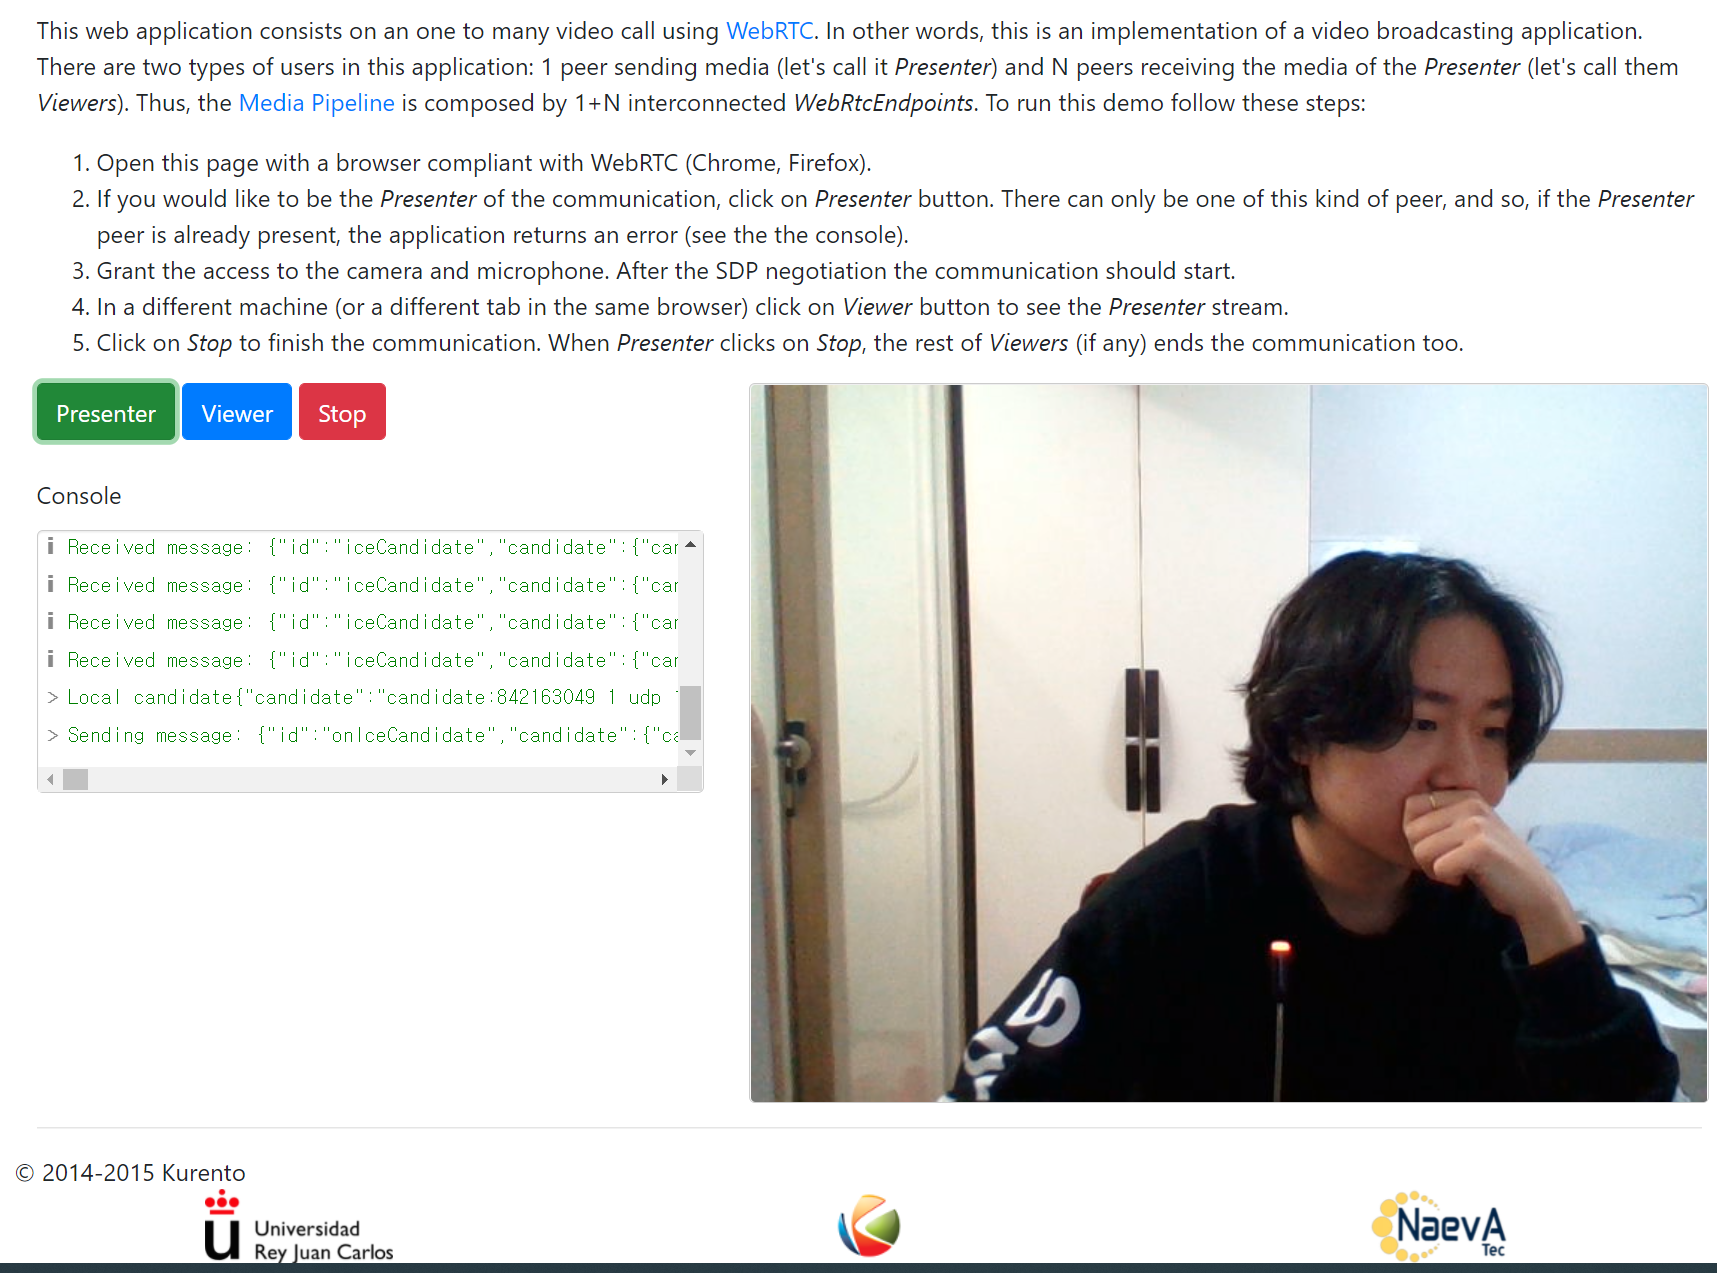 This web application consists on an one to many video call using WebRTC. In other words, this is an implementation of a video broadcasting application.
There are two types of users in this application: 1 peer sending media (let's call it Presenter) and N peers receiving the media of the Presenter (let's call them
Viewers). Thus, the Media Pipeline is composed by 1+N interconnected WebRtcEndpoints. To run this demo follow these steps:
1. Open this page with a browser compliant with WebRTC (Chrome, Firefox).
2. If you would like to be the Presenter of the communication, click on Presenter button. There can only be one of this kind of peer, and so, if the Presenter
peer is already present, the application returns an error (see the the console).
3. Grant the access to the camera and microphone. After the SDP negotiation the communication should start.
4. In a different machine (or a different tab in the same browser) click on Viewer button to see the Presenter stream.
5. Click on Stop to finish the communication. When Presenter clicks on Stop, the rest of Viewers (if any) ends the communication too.
Presenter Viewer Stop
Console
i Received message: {"id":"iceCandidate","candidate":{"car
i Received message: {"id":"iceCandidate","candidate":{"car
i Received message: {"id":"iceCandidate","candidate":{"car
i Received message: {"id":"iceCandidate","candidate":{"car
> Local candidate{"candidate":"candidate:842163049 1 udp
> Sending message: {"id":"onIceCandidate","candidate":{"ca
© 2014-2015 Kurento
Universidad
Rey Juan Carlos
NaevA
Tec